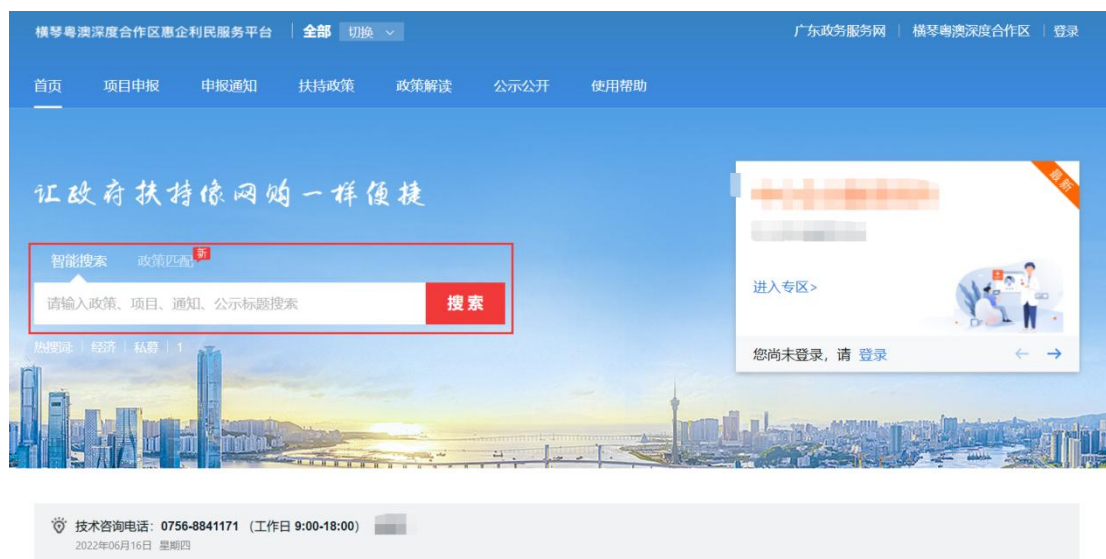 横琴粤澳深度合作区惠企利民服务平台 全部 切换 广东政务服务网 横琴粤澳深度合作区 登录
首页 项目申报 申报通知 扶持政策 政策解读 公示公开 使用帮助
让政府扶持像网购一样便捷
最新
智能搜索 政策匹配 新
请输入政策、项目、通知、公示标题搜索 搜索
进入专区>
热搜词: 经济 私募 1
您尚未登录，请 登录
技术咨询电话：0756-8841171 （工作日 9:00-18:00）
2022年06月16日 星期四